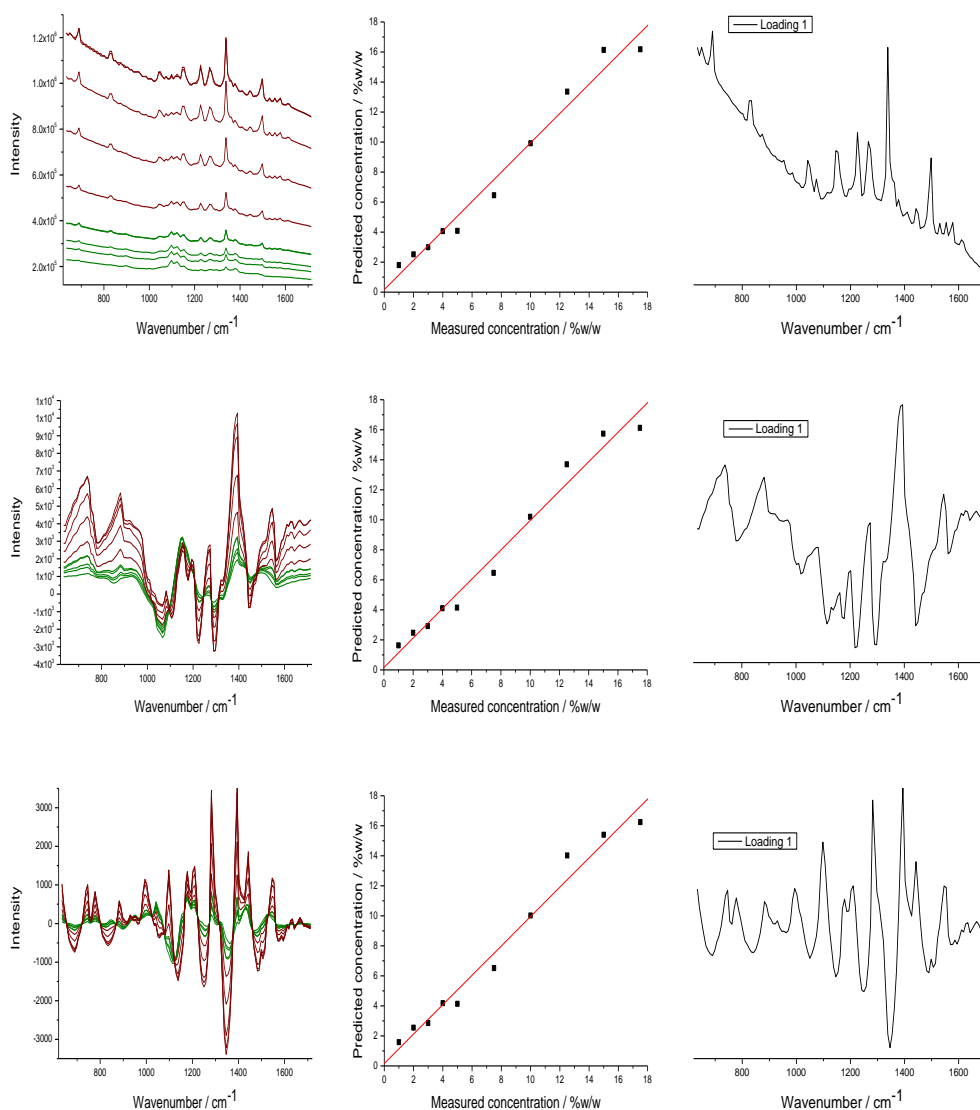 Intensity
1.2x10⁶
1.0x10⁶
8.0x10⁵
6.0x10⁵
4.0x10⁵
2.0x10⁵
800 1000 1200 1400 1600
Wavenumber / cm⁻¹
Predicted concentration / %w/w
18
16
14
12
10
8
6
4
2
0
0 2 4 6 8 10 12 14 16 18
Measured concentration / %w/w
Loading 1
800 1000 1200 1400 1600
Wavenumber / cm⁻¹
Intensity
1x10⁴
1x10⁴
9x10³
8x10³
7x10³
6x10³
5x10³
4x10³
3x10³
2x10³
1x10³
0
-1x10³
-2x10³
-3x10³
-4x10³
800 1000 1200 1400 1600
Wavenumber / cm⁻¹
Predicted concentration / %w/w
18
16
14
12
10
8
6
4
2
0
0 2 4 6 8 10 12 14 16 18
Measured concentration / %w/w
Loading 1
800 1000 1200 1400 1600
Wavenumber / cm⁻¹
Intensity
3000
2000
1000
0
-1000
-2000
-3000
800 1000 1200 1400 1600
Wavenumber / cm⁻¹
Predicted concentration / %w/w
18
16
14
12
10
8
6
4
2
0
0 2 4 6 8 10 12 14 16 18
Measured concentration / %w/w
Loading 1
800 1000 1200 1400 1600
Wavenumber / cm⁻¹